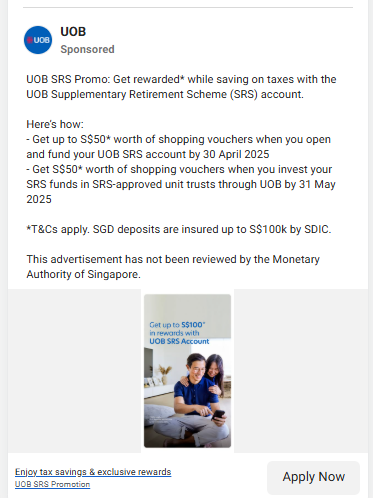 UOB
UOB
Sponsored
UOB SRS Promo: Get rewarded* while saving on taxes with the
UOB Supplementary Retirement Scheme (SRS) account.
Here's how:
- Get up to S$50* worth of shopping vouchers when you open
and fund your UOB SRS account by 30 April 2025
- Get S$50* worth of shopping vouchers when you invest your
SRS funds in SRS-approved unit trusts through UOB by 31 May
2025
*T&Cs apply. SGD deposits are insured up to S$100k by SDIC.
This advertisement has not been reviewed by the Monetary
Authority of Singapore.
Get up to S$100*
in rewards with
UOB SRS Account
Enjoy tax savings & exclusive rewards
UOB SRS Promotion
Apply Now